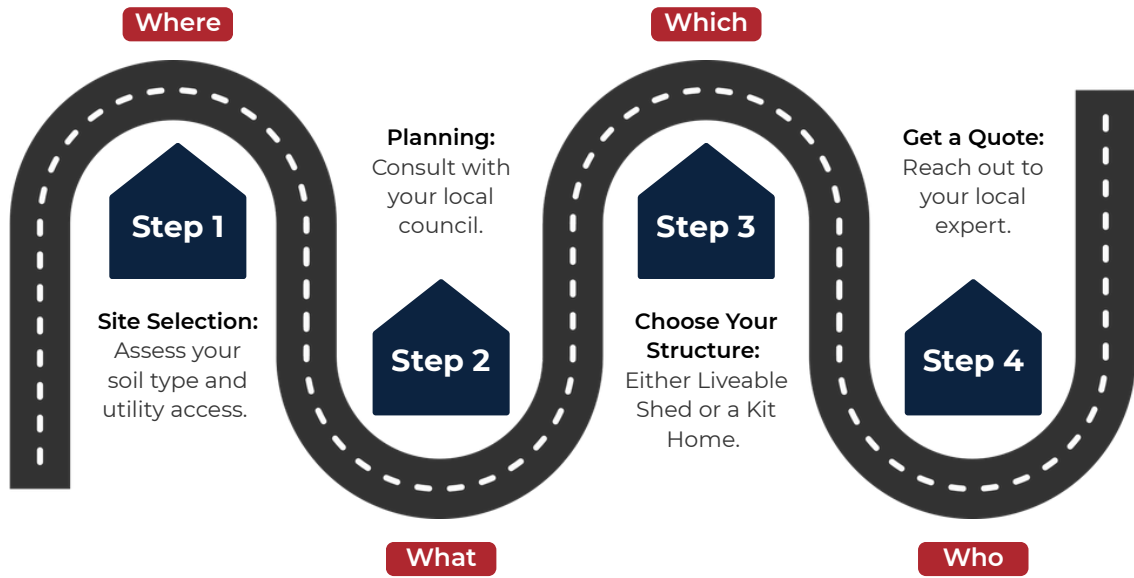 Where
Step 1
Site Selection:
Assess your
soil type and
utility access.
Planning:
Consult with
your local
council.
Step 2
What
Which
Step 3
Choose Your
Structure:
Either Liveable
Shed or a Kit
Home.
Get a Quote:
Reach out to
your local
expert.
Step 4
Who